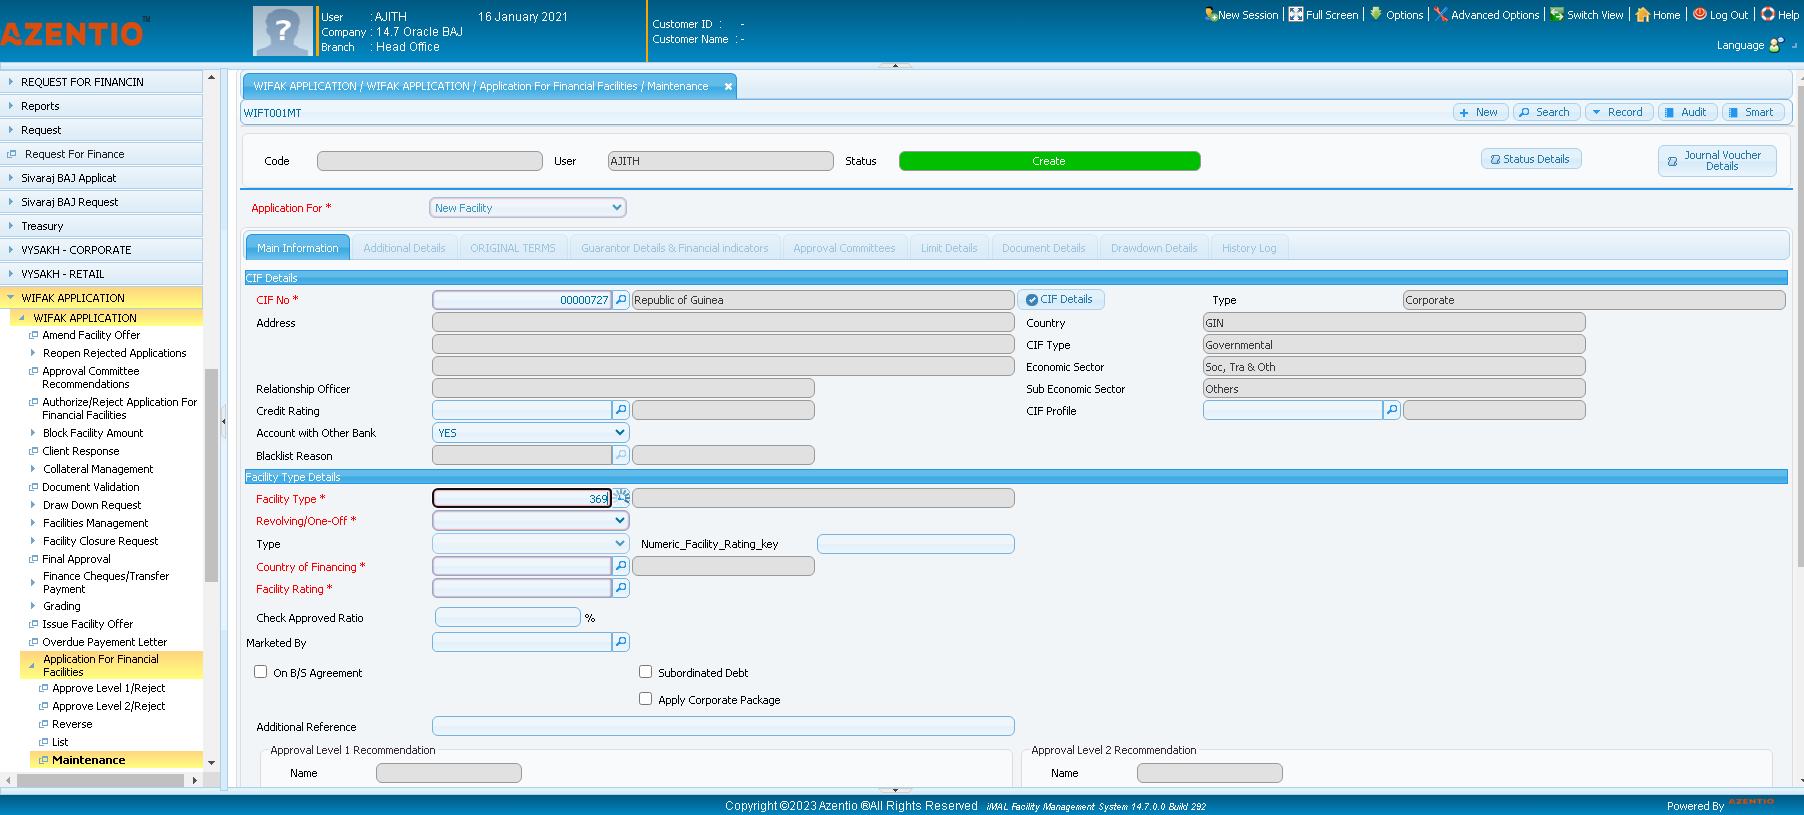 AZENTIO™
User : AJITH 16 January 2021
Company : 14.7 Oracle BAJ
Branch : Head Office
Customer ID : -
Customer Name : -
New Session Full Screen Options Advanced Options Switch View Home Log Out Help
Language
REQUEST FOR FINANCIN
Reports
Request
Request For Finance
Sivaraj BAJ Applicat
Sivaraj BAJ Request
Treasury
VYSAKH - CORPORATE
VYSAKH - RETAIL
WIFAK APPLICATION
WIFAK APPLICATION
Amend Facility Offer
Reopen Rejected Applications
Approval Committee
Recommendations
Authorize/Reject Application For
Financial Facilities
Block Facility Amount
Client Response
Collateral Management
Document Validation
Draw Down Request
Facilities Management
Facility Closure Request
Final Approval
Finance Cheques/Transfer
Payment
Grading
Issue Facility Offer
Overdue Payement Letter
Application For Financial
Facilities
Approve Level 1/Reject
Approve Level 2/Reject
Reverse
List
Maintenance
WIFAK APPLICATION / WIFAK APPLICATION / Application For Financial Facilities / Maintenance
WIFT001MT
New Search Record Audit Smart
Code User AJITH Status Create
Status Details
Journal Voucher
Details
Application For * New Facility
Main Information Additional Details ORIGINAL TERMS Guarantor Details & Financial indicators Approval Committees Limit Details Document Details Drawdown Details History Log
CIF Details
CIF No * 00000727 Republic of Guinea CIF Details Type Corporate
Address Country GIN
CIF Type Governmental
Economic Sector Soc, Tra & Oth
Relationship Officer Sub Economic Sector Others
Credit Rating CIF Profile
Account with Other Bank YES
Blacklist Reason
Facility Type Details
Facility Type * 369
Revolving/One-Off *
Type Numeric_Facility_Rating_key
Country of Financing *
Facility Rating *
Check Approved Ratio %
Marketed By
On B/S Agreement Subordinated Debt
Apply Corporate Package
Additional Reference
Approval Level 1 Recommendation Approval Level 2 Recommendation
Name Name
Copyright ©2023 Azentio ®All Rights Reserved iMAL Facility Management System 14.7.0.0 Build 292
Powered By AZENTIO